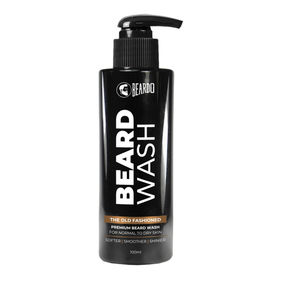 BEARDO
BEARD
WASH
THE OLD FASHIONED
PREMIUM BEARD WASH
FOR NORMAL TO DRY SKIN
SOFTER | SMOOTHER | SHINIER
100ml